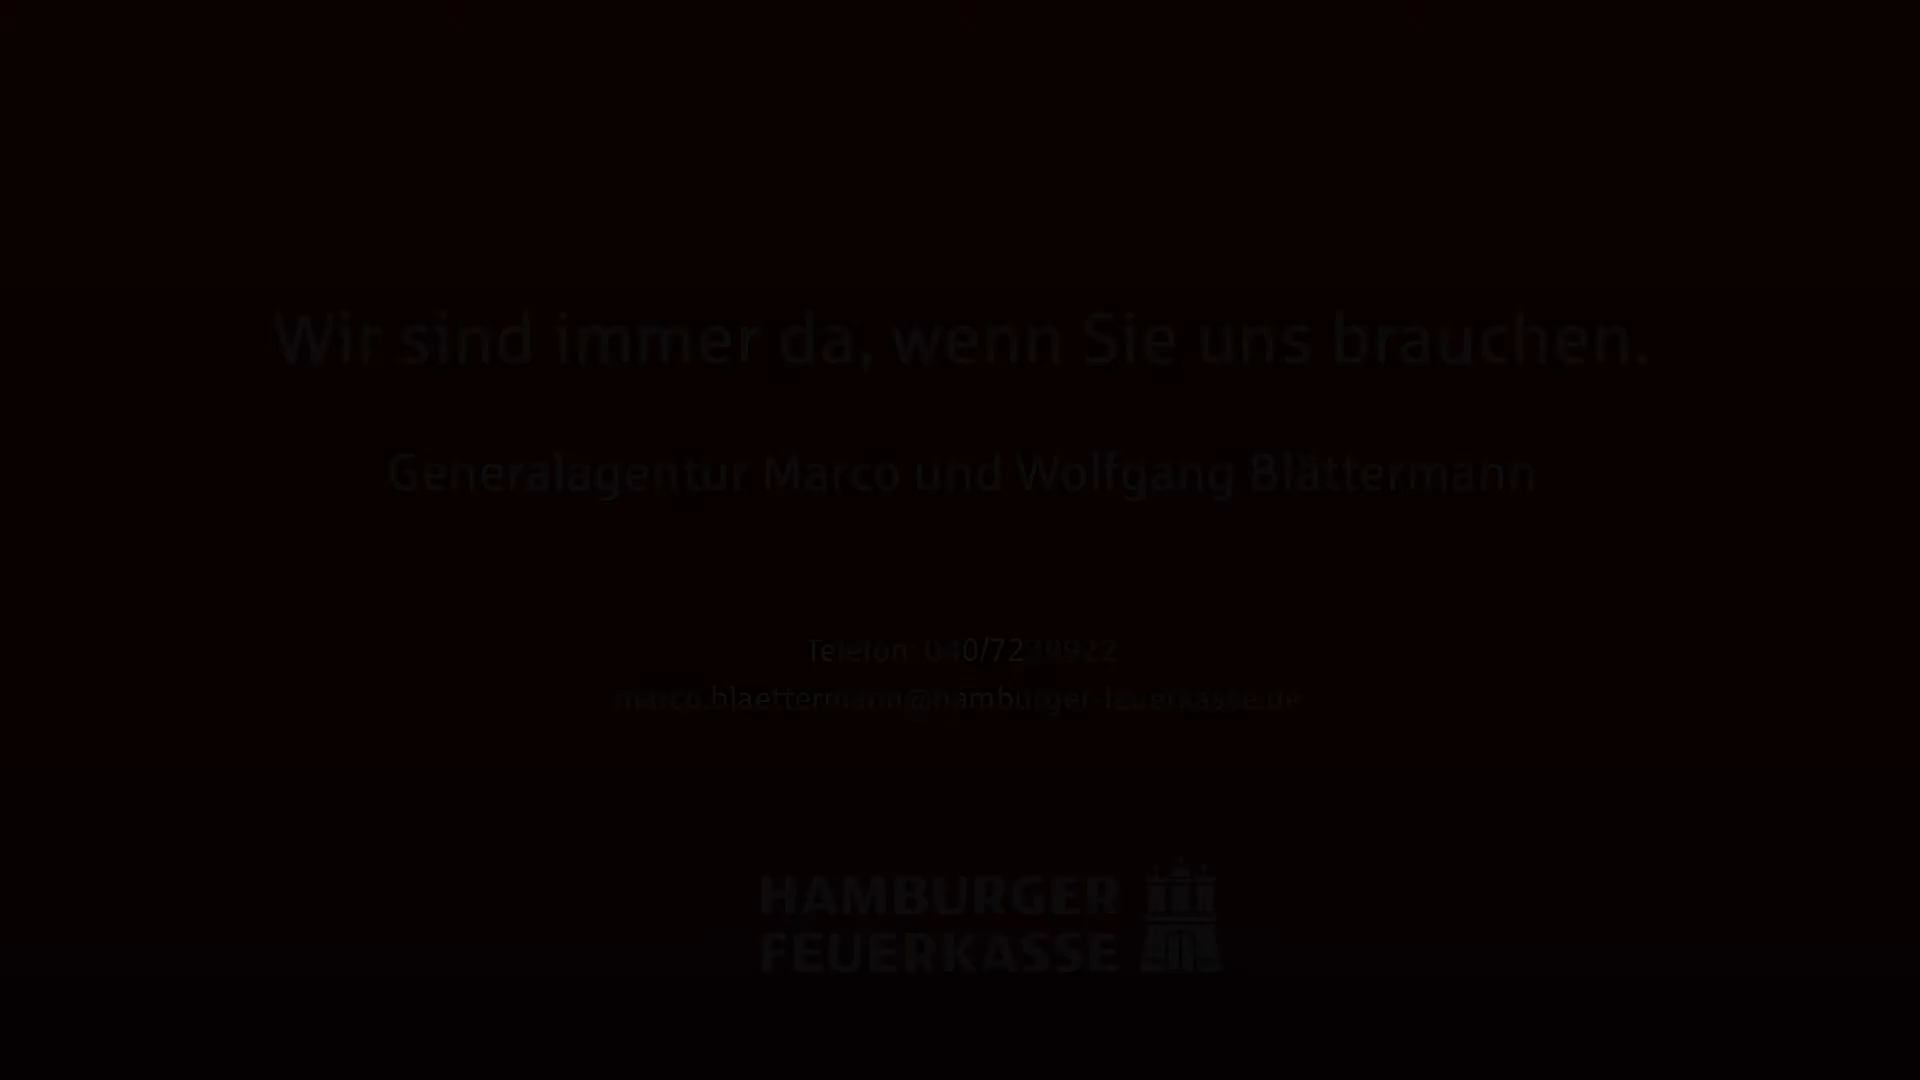 Wir sind immer da, wenn Sie uns brauchen.
Generalagentur Marco und Wolfgang Blättermann
Telefon: 040/7239922
marco.blaettermann@hamburger-feuerkasse.de
HAMBURGER
FEUERKASSE